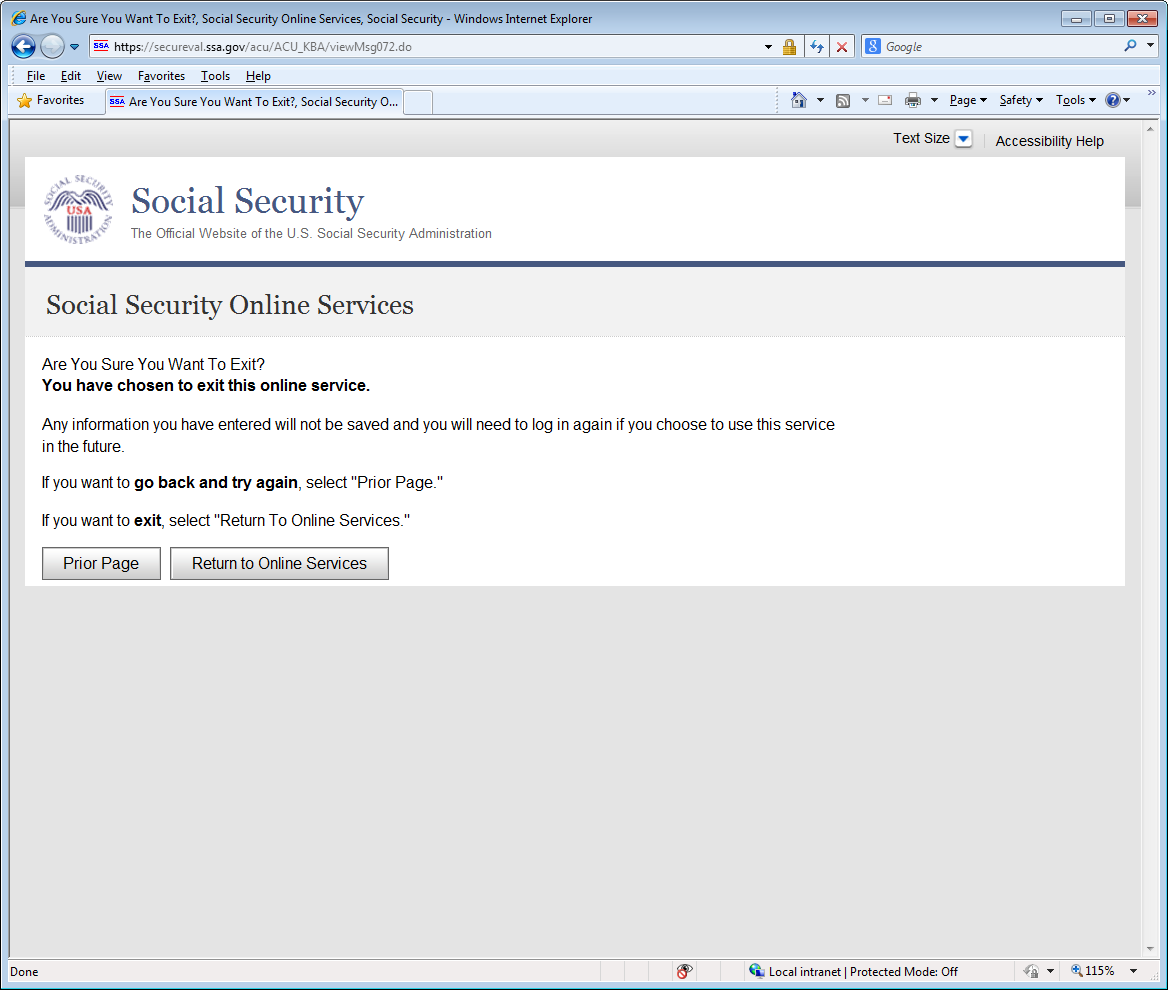 Are You Sure You Want To Exit?, Social Security Online Services, Social Security - Windows Internet Explorer
SSA https://secureval.ssa.gov/acu/ACU_KBA/viewMsg072.do
8 Google
File Edit View Favorites Tools Help
Favorites
SSA Are You Sure You Want To Exit?, Social Security O...
Page Safety Tools ? »
Text Size
Accessibility Help
SOCIAL SECURITY ADMINISTRATION
USA
Social Security
The Official Website of the U.S. Social Security Administration
Social Security Online Services
Are You Sure You Want To Exit?
You have chosen to exit this online service.
Any information you have entered will not be saved and you will need to log in again if you choose to use this service
in the future.
If you want to go back and try again, select "Prior Page."
If you want to exit, select "Return To Online Services."
Prior Page Return to Online Services
Done
Local intranet | Protected Mode: Off
115%